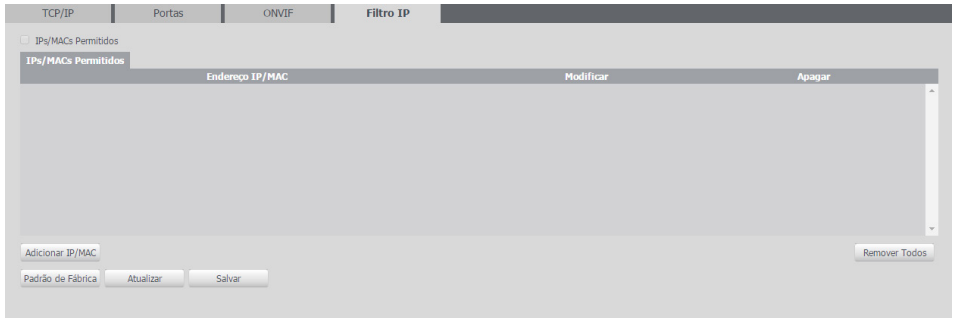 TCP/IP Portas ONVIF Filtro IP
IPs/MACs Permitidos
IPs/MACs Permitidos
Endereço IP/MAC Modificar Apagar
Adicionar IP/MAC Remover Todos
Padrão de Fábrica Atualizar Salvar